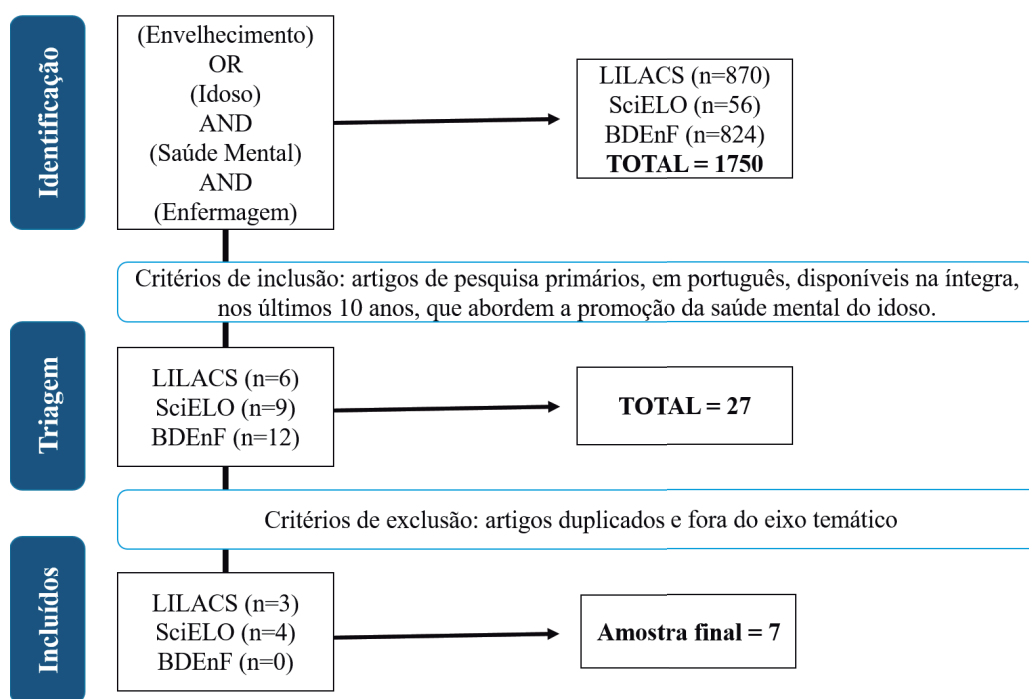 Identificação
(Envelhecimento)
OR
(Idoso)
AND
(Saúde Mental)
AND
(Enfermagem)
LILACS (n=870)
SciELO (n=56)
BDEnF (n=824)
TOTAL = 1750
Critérios de inclusão: artigos de pesquisa primários, em português, disponíveis na íntegra,
nos últimos 10 anos, que abordem a promoção da saúde mental do idoso.
Triagem
LILACS (n=6)
SciELO (n=9)
BDEnF (n=12)
TOTAL = 27
Critérios de exclusão: artigos duplicados e fora do eixo temático
Incluídos
LILACS (n=3)
SciELO (n=4)
BDEnF (n=0)
Amostra final = 7